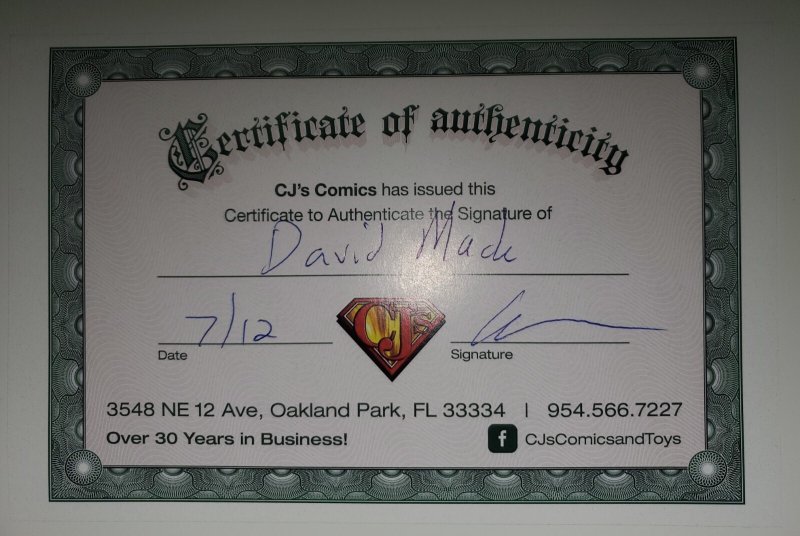 Certificate of authenticity
CJ's Comics has issued this
Certificate to Authenticate the Signature of
David Mack
7/12
Date
CJs
Signature
3548 NE 12 Ave, Oakland Park, FL 33334 | 954.566.7227
Over 30 Years in Business!
f CJsComicsandToys